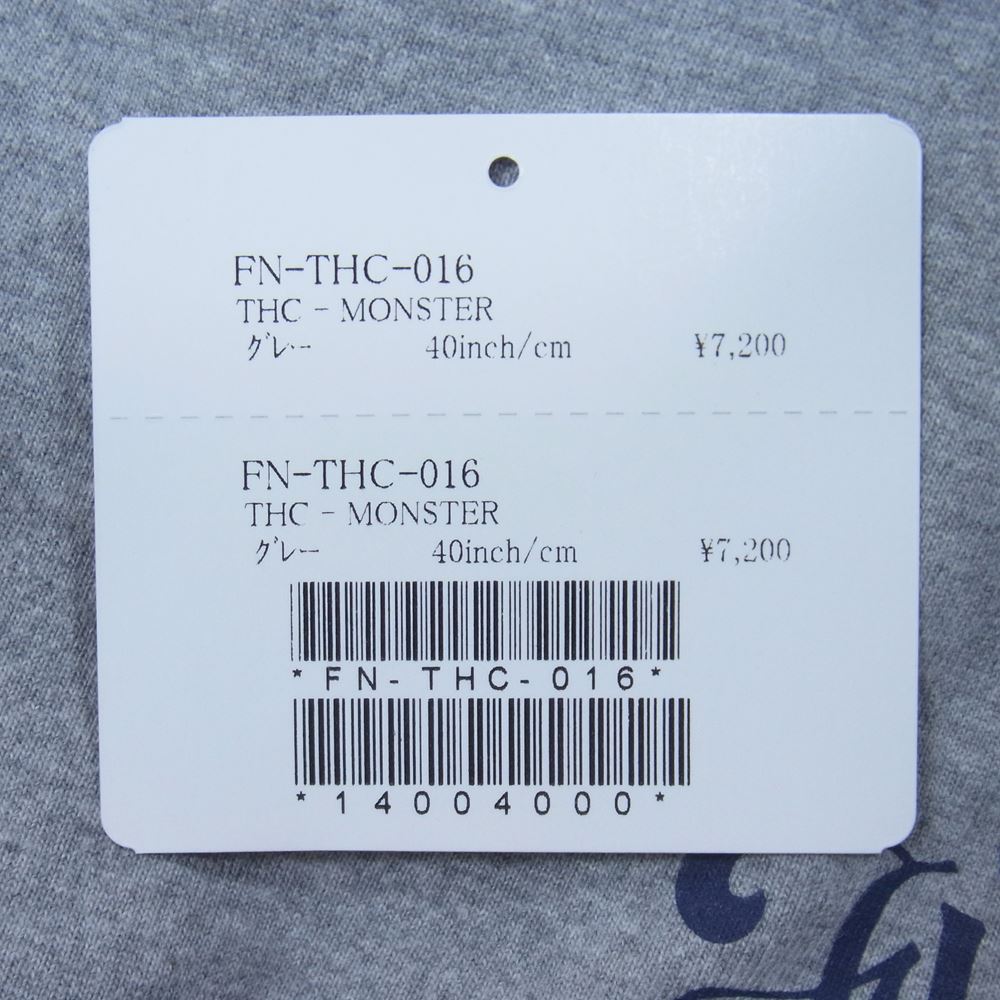 FN-THC-016
THC - MONSTER
ｸﾞﾚｰ 40inch/cm ¥7,200
FN-THC-016
THC - MONSTER
ｸﾞﾚｰ 40inch/cm ¥7,200
*FN-THC-016*
*14004000*